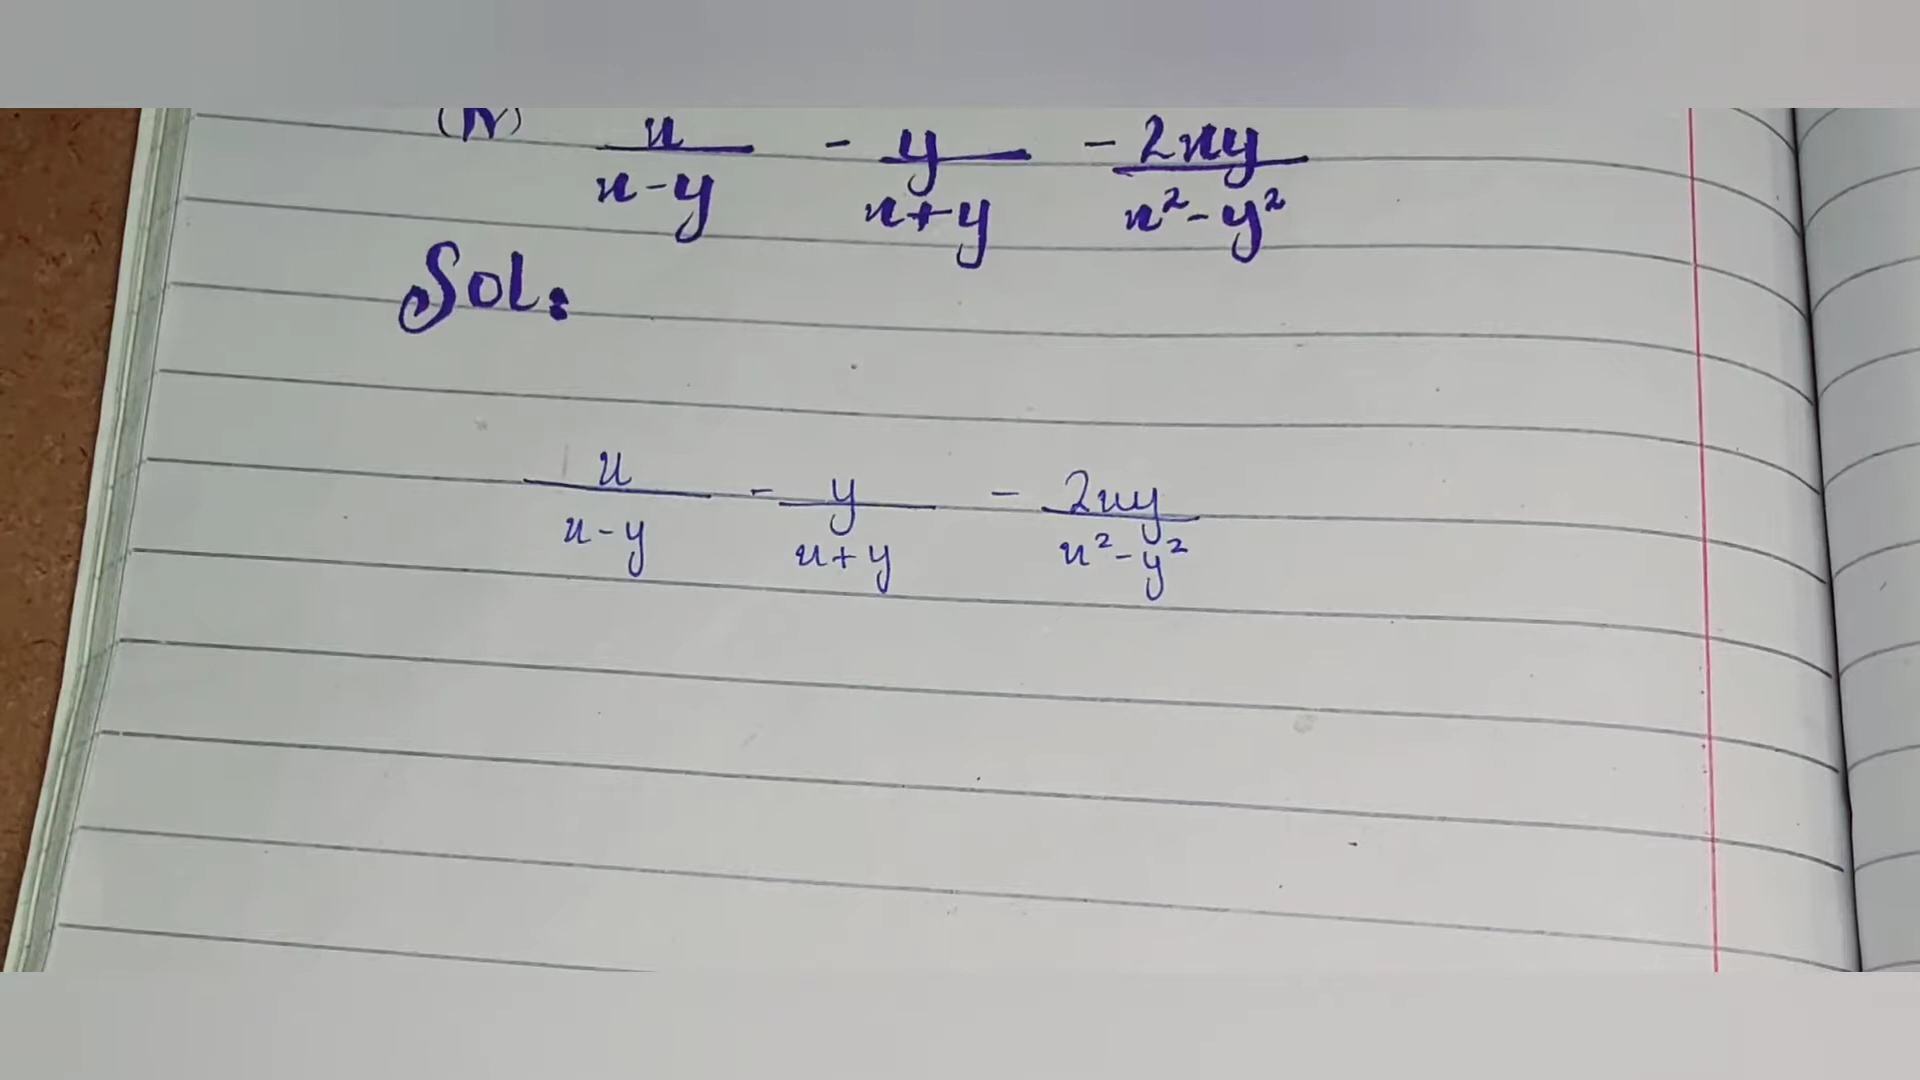 (IV) x/(x-y) - y/(x+y) - 2xy/(x²-y²)
Sol:
x/(x-y) - y/(x+y) - 2xy/(x²-y²)